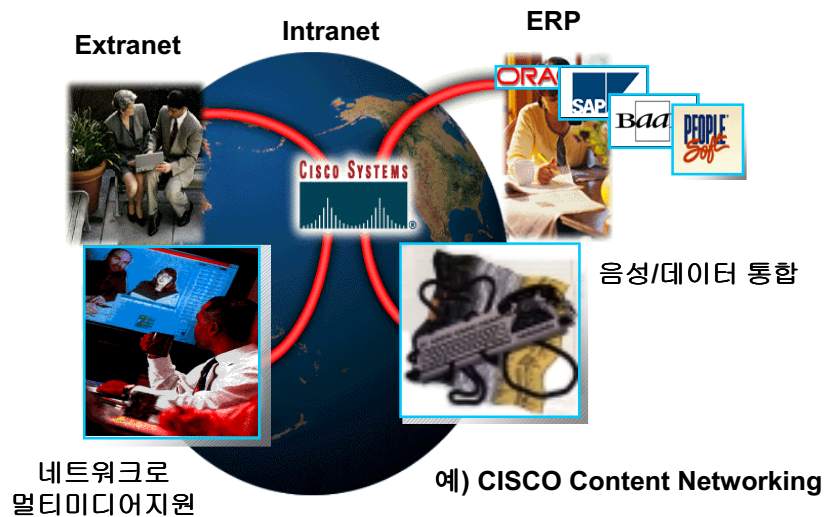 Extranet
Intranet
ERP
ORA
SAP
Baa
PEOPLE
Soft
CISCO SYSTEMS
®
음성/데이터 통합
네트워크로
멀티미디어지원
예) CISCO Content Networking